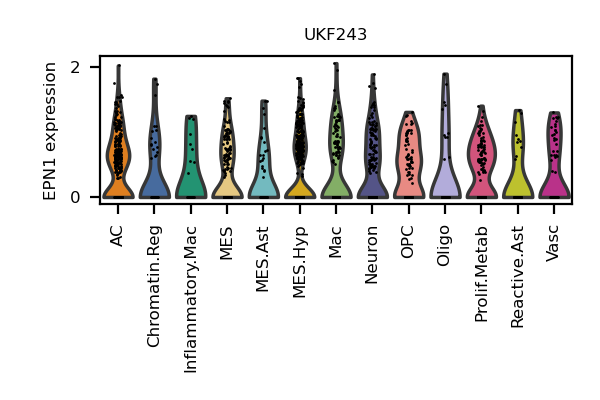 UKF243
EPN1 expression
2
0
AC
Chromatin.Reg
Inflammatory.Mac
MES
MES.Ast
MES.Hyp
Mac
Neuron
OPC
Oligo
Prolif.Metab
Reactive.Ast
Vasc